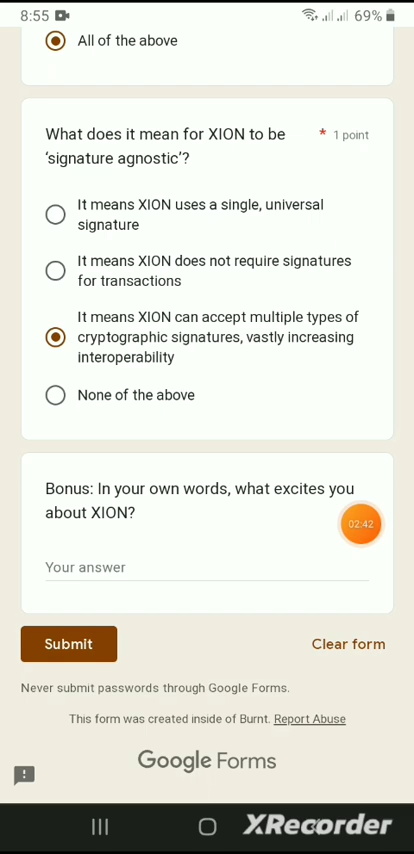 8:55 69%
All of the above
What does it mean for XION to be * 1 point
‘signature agnostic’?
It means XION uses a single, universal
signature
It means XION does not require signatures
for transactions
It means XION can accept multiple types of
cryptographic signatures, vastly increasing
interoperability
None of the above
Bonus: In your own words, what excites you
about XION?
02:42
Your answer
Submit Clear form
Never submit passwords through Google Forms.
This form was created inside of Burnt. Report Abuse
Google Forms
XRecorder